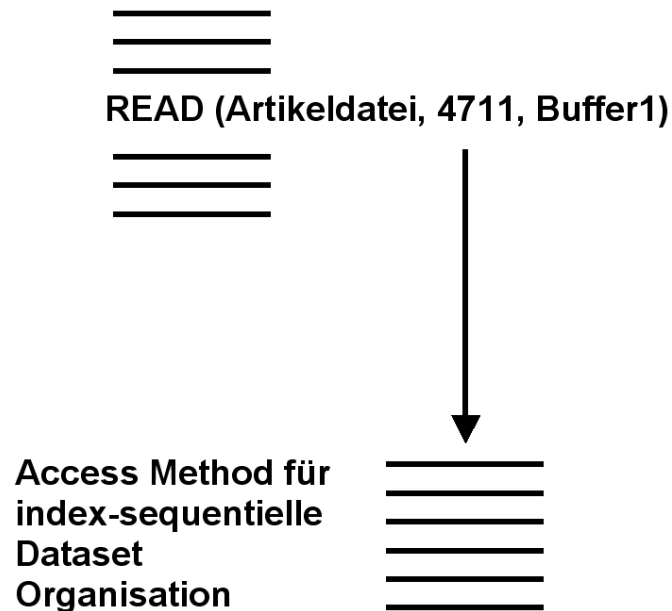 READ (Artikeldatei, 4711, Buffer1)
Access Method für
index-sequentielle
Dataset
Organisation